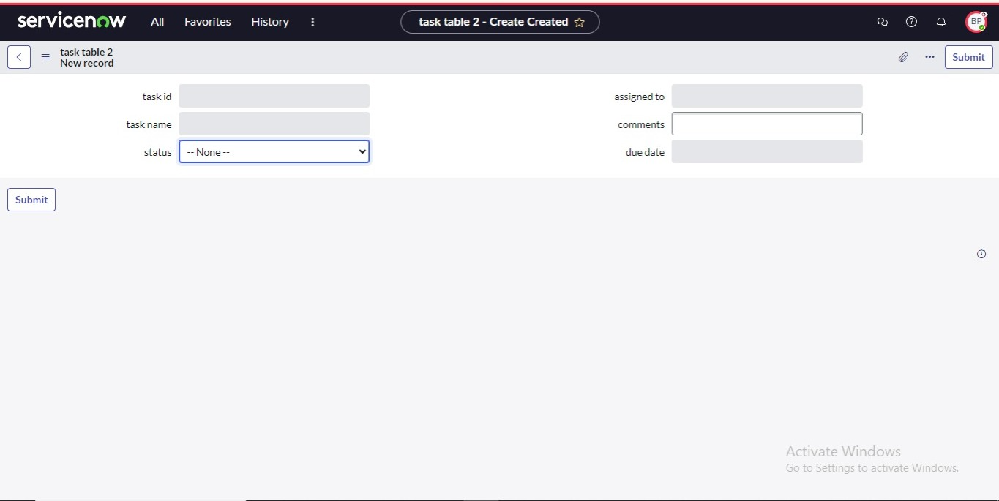 servicenow All Favorites History task table 2 - Create Created BP
task table 2
New record
Submit
task id
assigned to
task name
comments
status -- None --
due date
Submit
Activate Windows
Go to Settings to activate Windows.